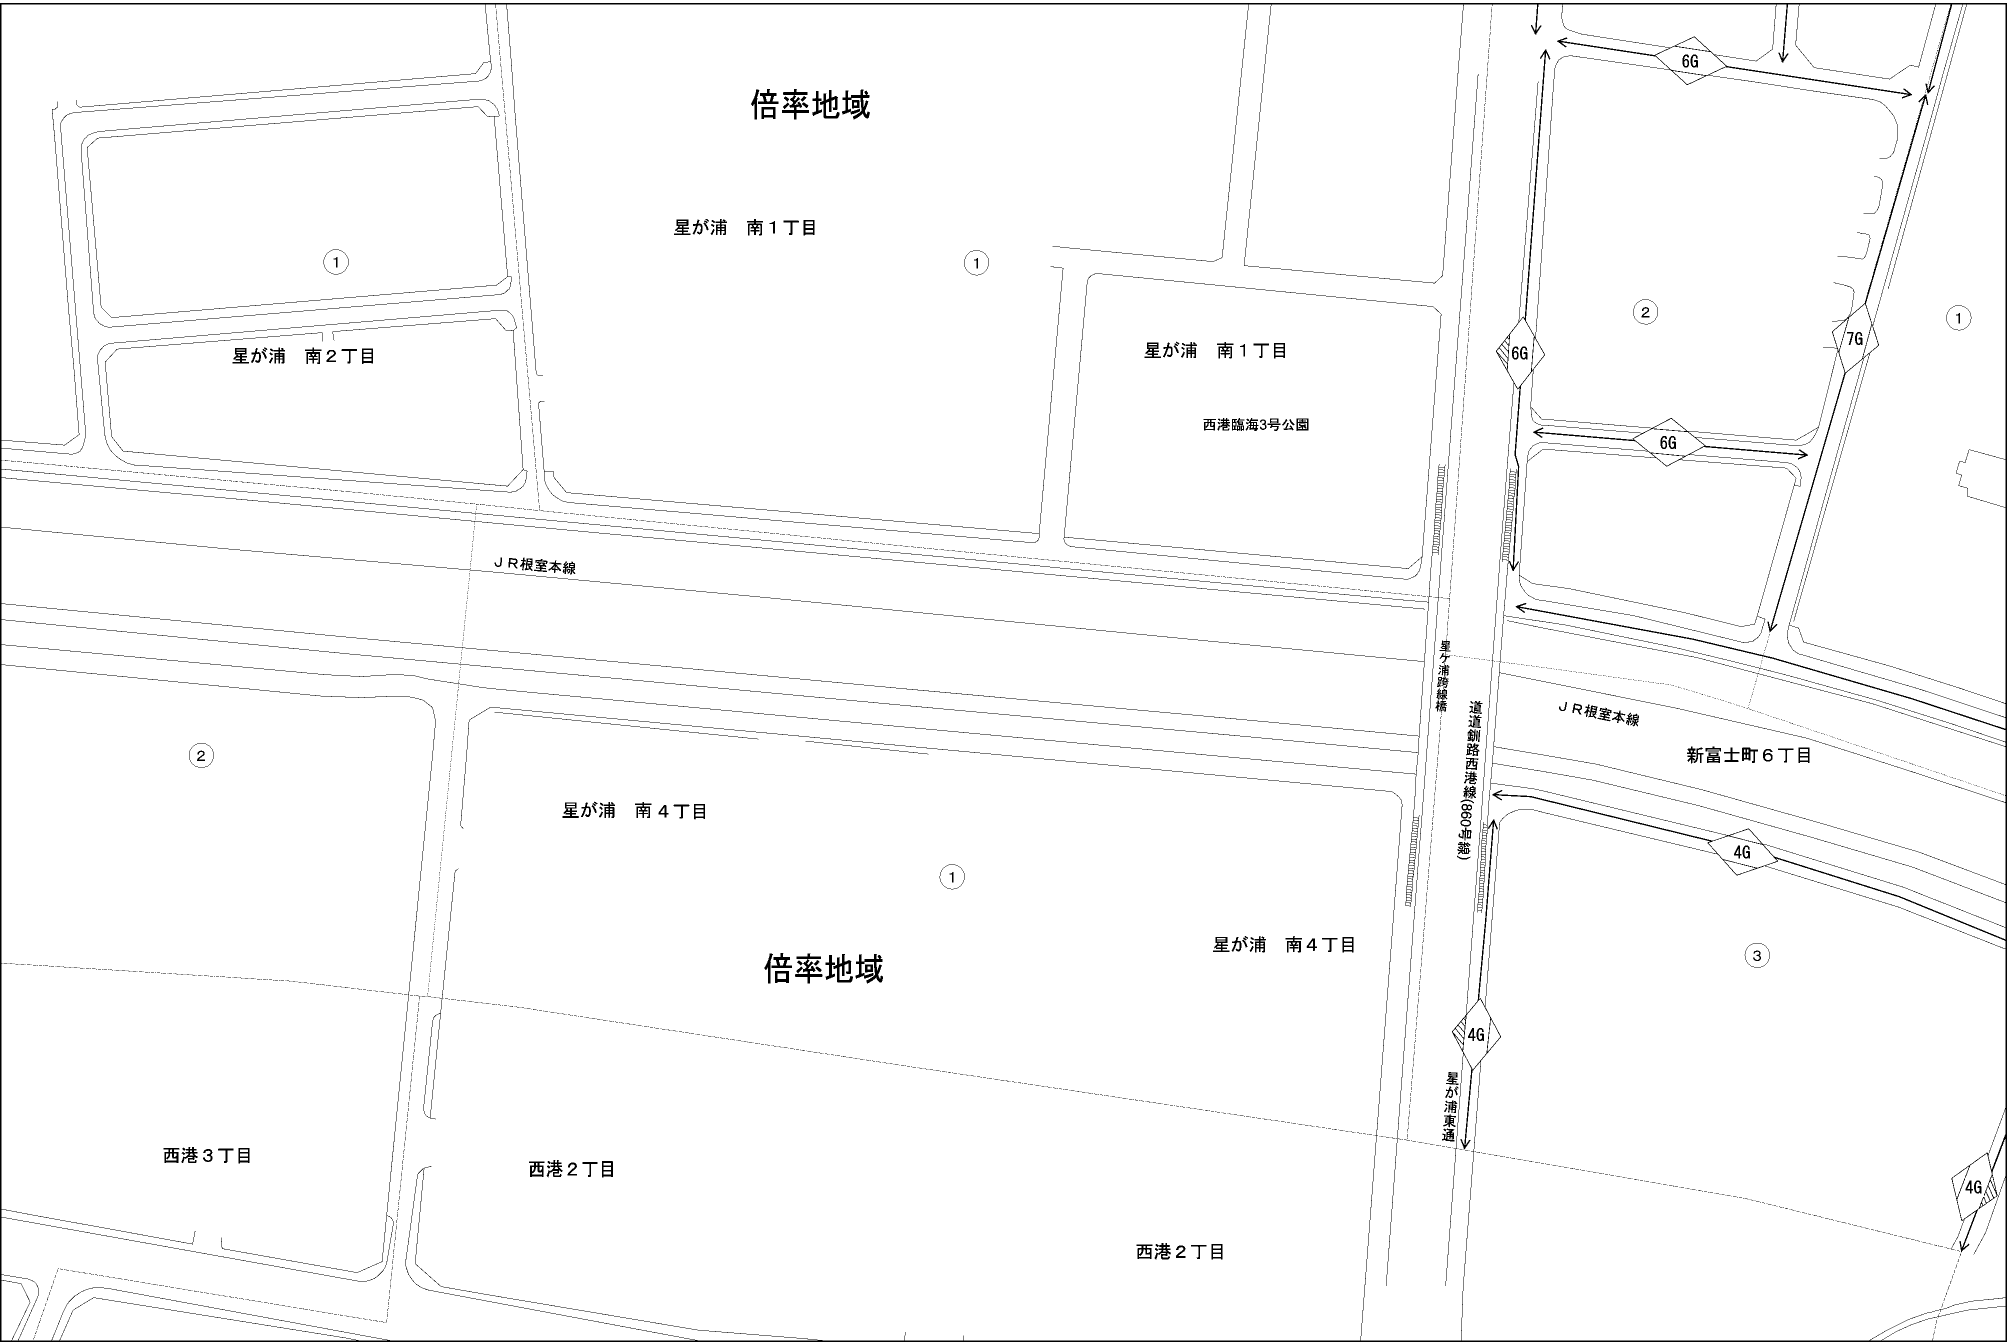 6G
倍率地域
星が浦　南１丁目
①
①
②
①
7G
6G
星が浦　南２丁目
星が浦　南１丁目
西港臨海3号公園
6G
ＪＲ根室本線
星ケ浦跨線橋
道道釧路西港線(860号線)
ＪＲ根室本線
新富士町６丁目
②
星が浦　南４丁目
4G
①
星が浦　南４丁目
倍率地域
③
4G
星が浦東通
西港３丁目
西港２丁目
4G
西港２丁目